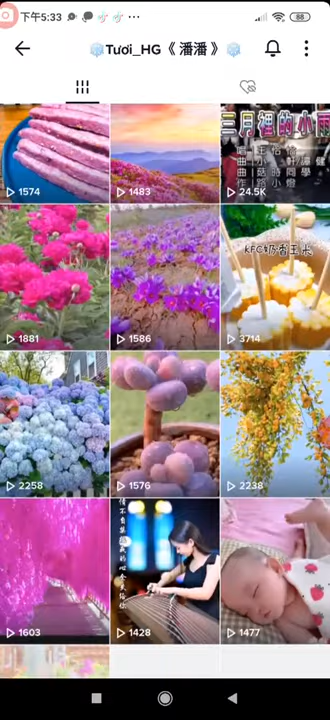 下午5:33
88
Tươi_HG《 潘潘 》
1574
1483
三月裡的小雨
24.5K
1881
1586
KFC奶香玉米
3714
2258
1576
2238
1603
1428
1477